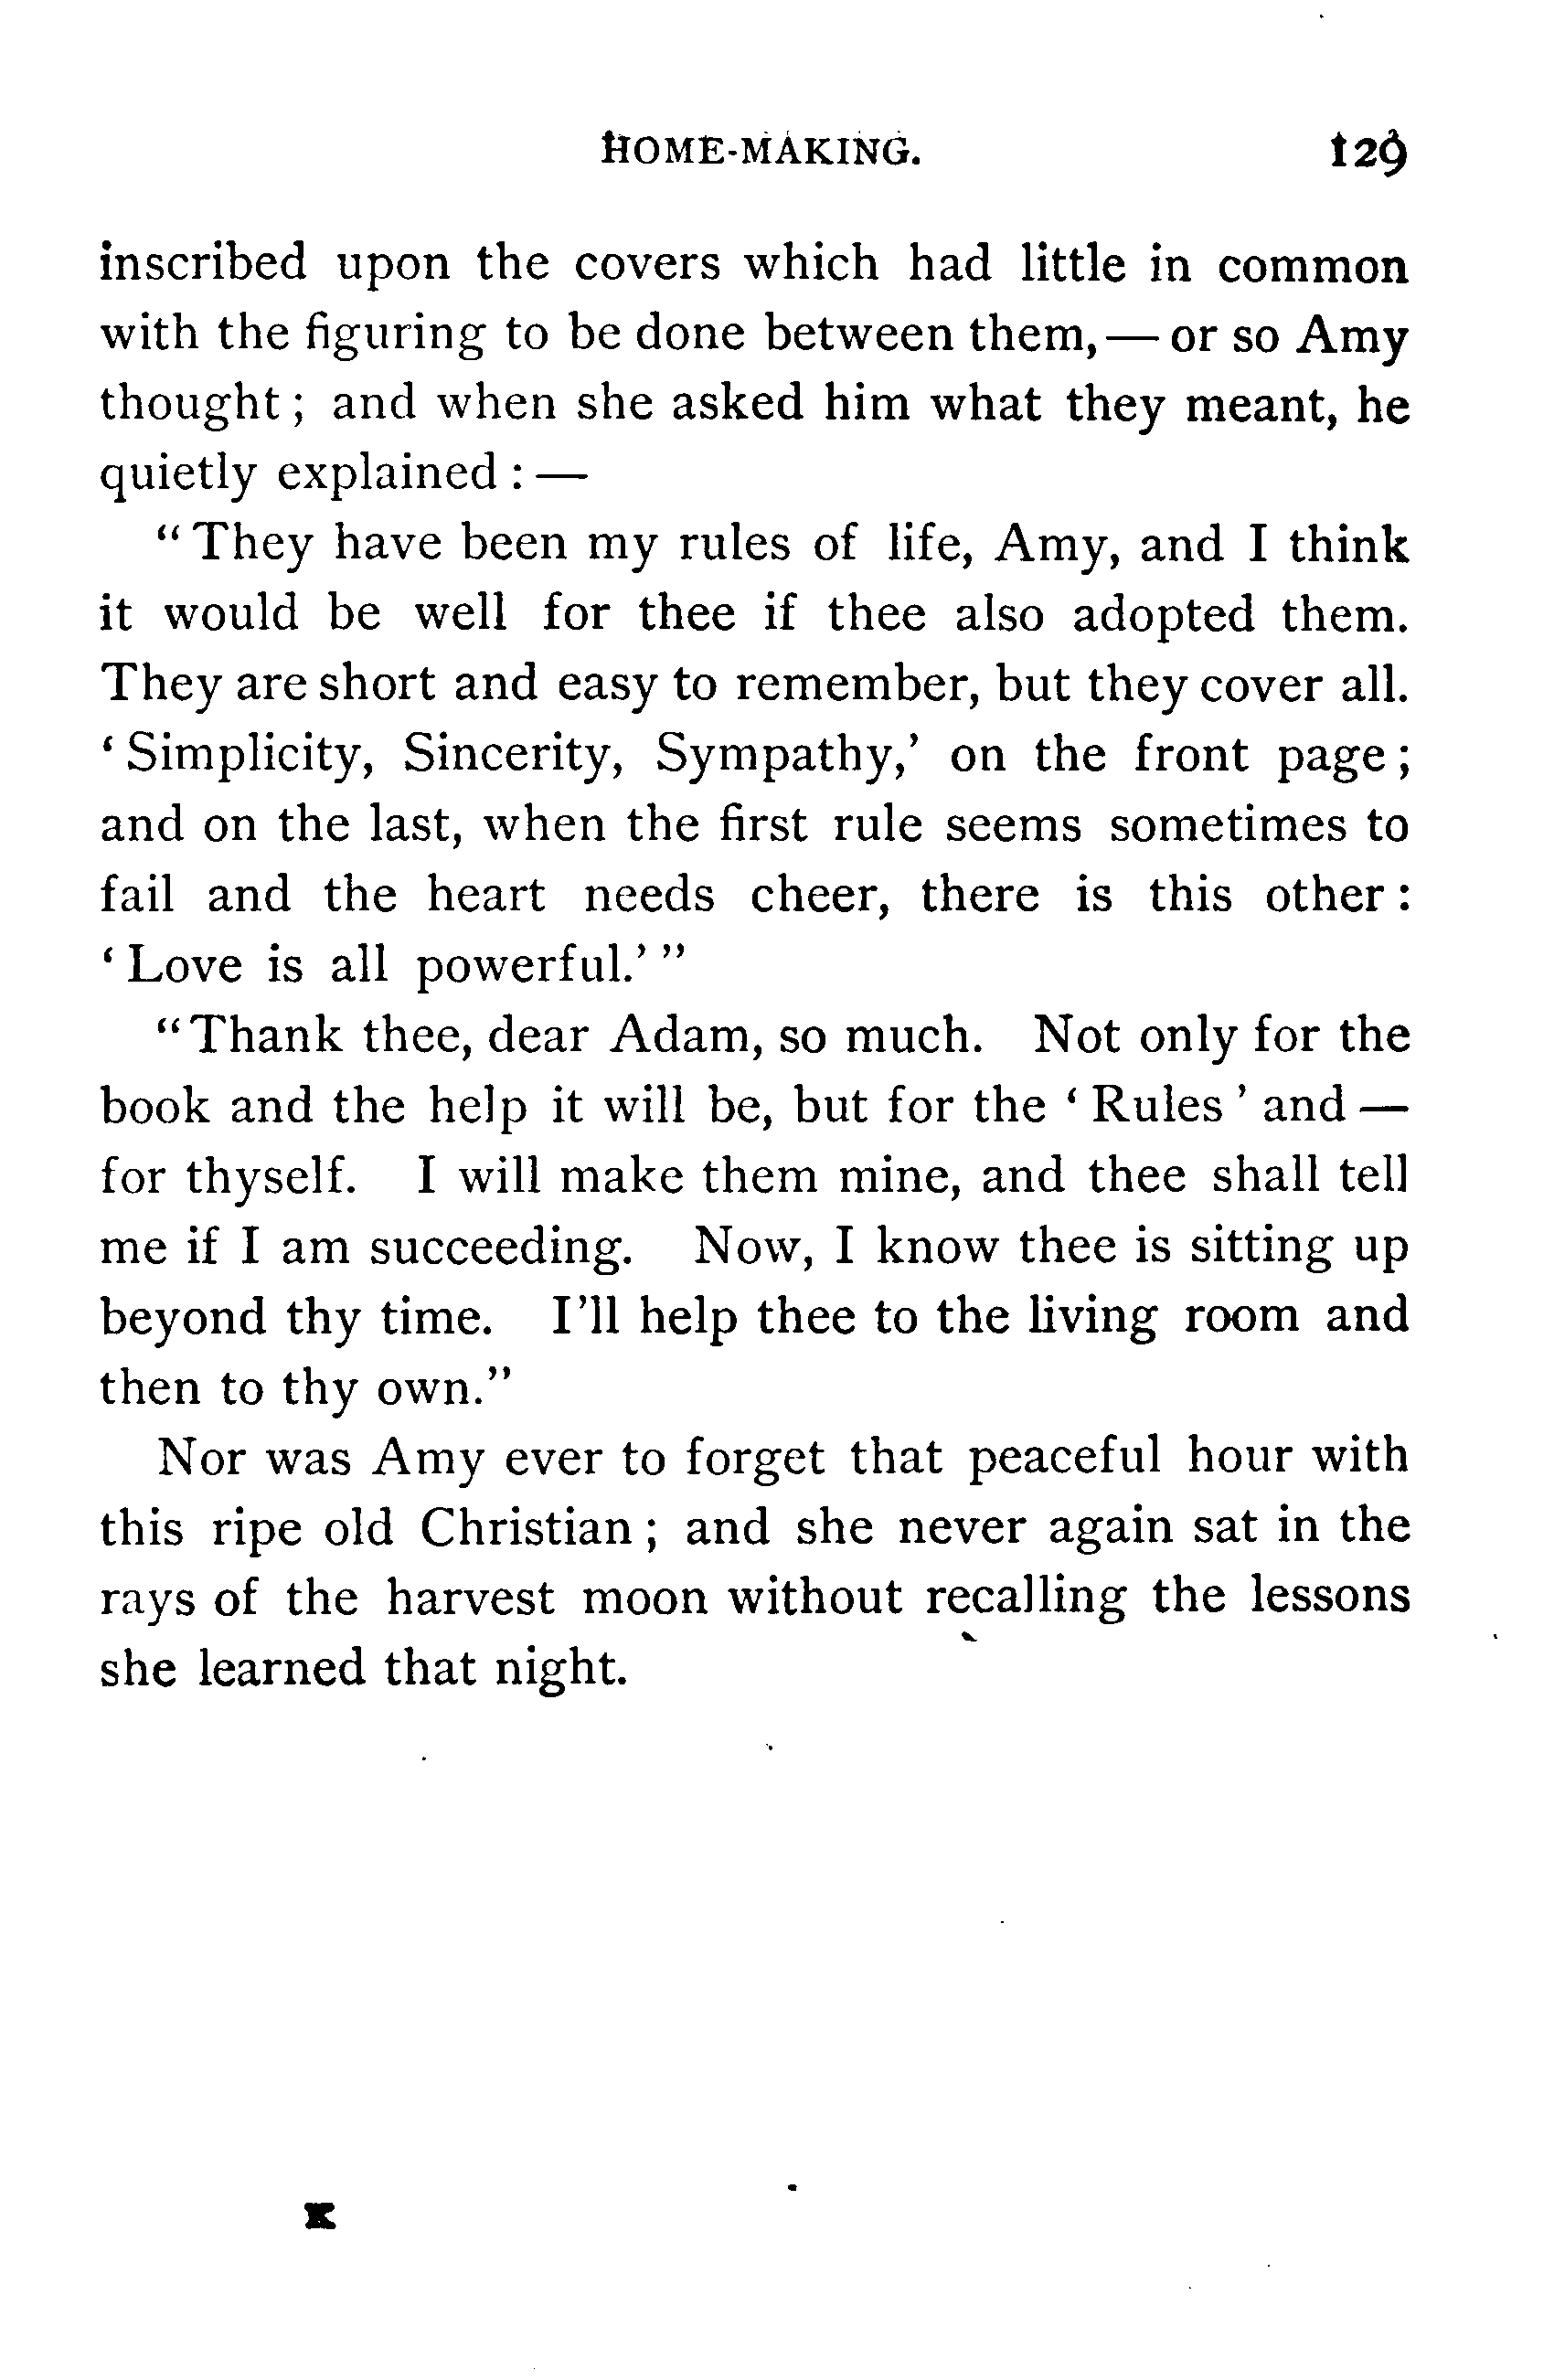 HOME-MAKING. 129
inscribed upon the covers which had little in common
with the figuring to be done between them,— or so Amy
thought; and when she asked him what they meant, he
quietly explained:—
"They have been my rules of life, Amy, and I think
it would be well for thee if thee also adopted them.
They are short and easy to remember, but they cover all.
'Simplicity, Sincerity, Sympathy,' on the front page;
and on the last, when the first rule seems sometimes to
fail and the heart needs cheer, there is this other:
'Love is all powerful.'"
"Thank thee, dear Adam, so much. Not only for the
book and the help it will be, but for the 'Rules' and—
for thyself. I will make them mine, and thee shall tell
me if I am succeeding. Now, I know thee is sitting up
beyond thy time. I'll help thee to the living room and
then to thy own."
Nor was Amy ever to forget that peaceful hour with
this ripe old Christian; and she never again sat in the
rays of the harvest moon without recalling the lessons
she learned that night.
K